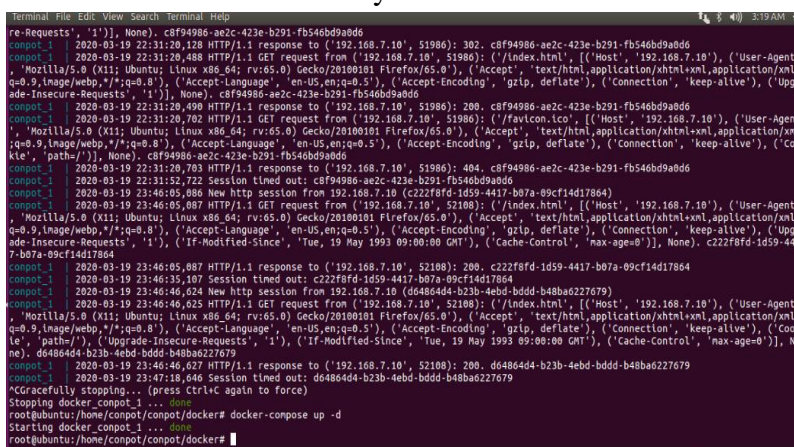 Terminal File Edit View Search Terminal Help 3:19 AM
re-Requests', '1')], None). c8f94986-ae2c-423e-b291-fb546bd9a0d6
conpot_1 | 2020-03-19 22:31:20,128 HTTP/1.1 response to ('192.168.7.10', 51986): 302. c8f94986-ae2c-423e-b291-fb546bd9a0d6
conpot_1 | 2020-03-19 22:31:20,488 HTTP/1.1 GET request from ('192.168.7.10', 51986): ('/index.html', [('Host', '192.168.7.10'), ('User-Agent'
, 'Mozilla/5.0 (X11; Ubuntu; Linux x86_64; rv:65.0) Gecko/20100101 Firefox/65.0'), ('Accept', 'text/html,application/xhtml+xml,application/xml;
q=0.9,image/webp,*/*;q=0.8'), ('Accept-Language', 'en-US,en;q=0.5'), ('Accept-Encoding', 'gzip, deflate'), ('Connection', 'keep-alive'), ('Upgr
ade-Insecure-Requests', '1')], None). c8f94986-ae2c-423e-b291-fb546bd9a0d6
conpot_1 | 2020-03-19 22:31:20,490 HTTP/1.1 response to ('192.168.7.10', 51986): 200. c8f94986-ae2c-423e-b291-fb546bd9a0d6
conpot_1 | 2020-03-19 22:31:20,702 HTTP/1.1 GET request from ('192.168.7.10', 51986): ('/favicon.ico', [('Host', '192.168.7.10'), ('User-Agen
', 'Mozilla/5.0 (X11; Ubuntu; Linux x86_64; rv:65.0) Gecko/20100101 Firefox/65.0'), ('Accept', 'text/html,application/xhtml+xml,application/xm
;q=0.9,image/webp,*/*;q=0.8'), ('Accept-Language', 'en-US,en;q=0.5'), ('Accept-Encoding', 'gzip, deflate'), ('Connection', 'keep-alive'), ('Co
kie', 'path=/')], None). c8f94986-ae2c-423e-b291-fb546bd9a0d6
conpot_1 | 2020-03-19 22:31:20,703 HTTP/1.1 response to ('192.168.7.10', 51986): 404. c8f94986-ae2c-423e-b291-fb546bd9a0d6
conpot_1 | 2020-03-19 22:31:52,722 Session timed out: c8f94986-ae2c-423e-b291-fb546bd9a0d6
conpot_1 | 2020-03-19 23:46:05,086 New http session from 192.168.7.10 (c222f8fd-1d59-4417-b07a-09cf14d17864)
conpot_1 | 2020-03-19 23:46:05,087 HTTP/1.1 GET request from ('192.168.7.10', 52108): ('/index.html', [('Host', '192.168.7.10'), ('User-Agent'
, 'Mozilla/5.0 (X11; Ubuntu; Linux x86_64; rv:65.0) Gecko/20100101 Firefox/65.0'), ('Accept', 'text/html,application/xhtml+xml,application/xml;
q=0.9,image/webp,*/*;q=0.8'), ('Accept-Language', 'en-US,en;q=0.5'), ('Accept-Encoding', 'gzip, deflate'), ('Connection', 'keep-alive'), ('Upg
ade-Insecure-Requests', '1'), ('If-Modified-Since', 'Tue, 19 May 1993 09:00:00 GMT'), ('Cache-Control', 'max-age=0')], None). c222f8fd-1d59-44
7-b07a-09cf14d17864
conpot_1 | 2020-03-19 23:46:05,087 HTTP/1.1 response to ('192.168.7.10', 52108): 200. c222f8fd-1d59-4417-b07a-09cf14d17864
conpot_1 | 2020-03-19 23:46:35,107 Session timed out: c222f8fd-1d59-4417-b07a-09cf14d17864
conpot_1 | 2020-03-19 23:46:46,624 New http session from 192.168.7.10 (d64864d4-b23b-4ebd-bddd-b48ba6227679)
conpot_1 | 2020-03-19 23:46:46,625 HTTP/1.1 GET request from ('192.168.7.10', 52108): ('/index.html', [('Host', '192.168.7.10'), ('User-Agent
, 'Mozilla/5.0 (X11; Ubuntu; Linux x86_64; rv:65.0) Gecko/20100101 Firefox/65.0'), ('Accept', 'text/html,application/xhtml+xml,application/xml
q=0.9,image/webp,*/*;q=0.8'), ('Accept-Language', 'en-US,en;q=0.5'), ('Accept-Encoding', 'gzip, deflate'), ('Connection', 'keep-alive'), ('Coo
ie', 'path=/'), ('Upgrade-Insecure-Requests', '1'), ('If-Modified-Since', 'Tue, 19 May 1993 09:00:00 GMT'), ('Cache-Control', 'max-age=0')], N
ne). d64864d4-b23b-4ebd-bddd-b48ba6227679
conpot_1 | 2020-03-19 23:46:46,627 HTTP/1.1 response to ('192.168.7.10', 52108): 200. d64864d4-b23b-4ebd-bddd-b48ba6227679
conpot_1 | 2020-03-19 23:47:18,646 Session timed out: d64864d4-b23b-4ebd-bddd-b48ba6227679
^CGracefully stopping... (press Ctrl+C again to force)
Stopping docker_conpot_1 ... done
root@ubuntu:/home/conpot/conpot/docker# docker-compose up -d
Starting docker_conpot_1 ... done
root@ubuntu:/home/conpot/conpot/docker#